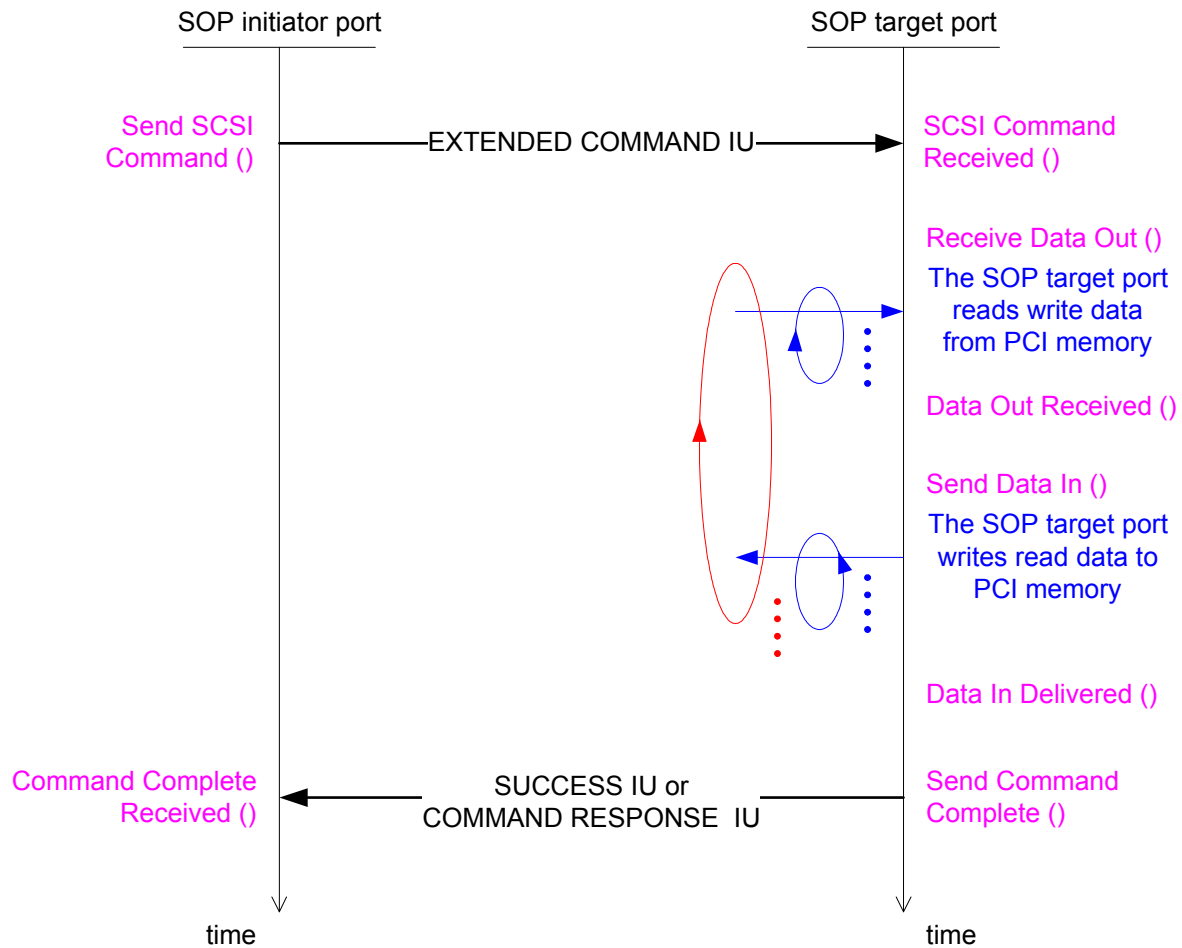 SOP initiator port
SOP target port
Send SCSI
Command ()
EXTENDED COMMAND IU
SCSI Command
Received ()
Receive Data Out ()
The SOP target port
reads write data
from PCI memory
Data Out Received ()
Send Data In ()
The SOP target port
writes read data to
PCI memory
Data In Delivered ()
Command Complete
Received ()
SUCCESS IU or
COMMAND RESPONSE IU
Send Command
Complete ()
time
time